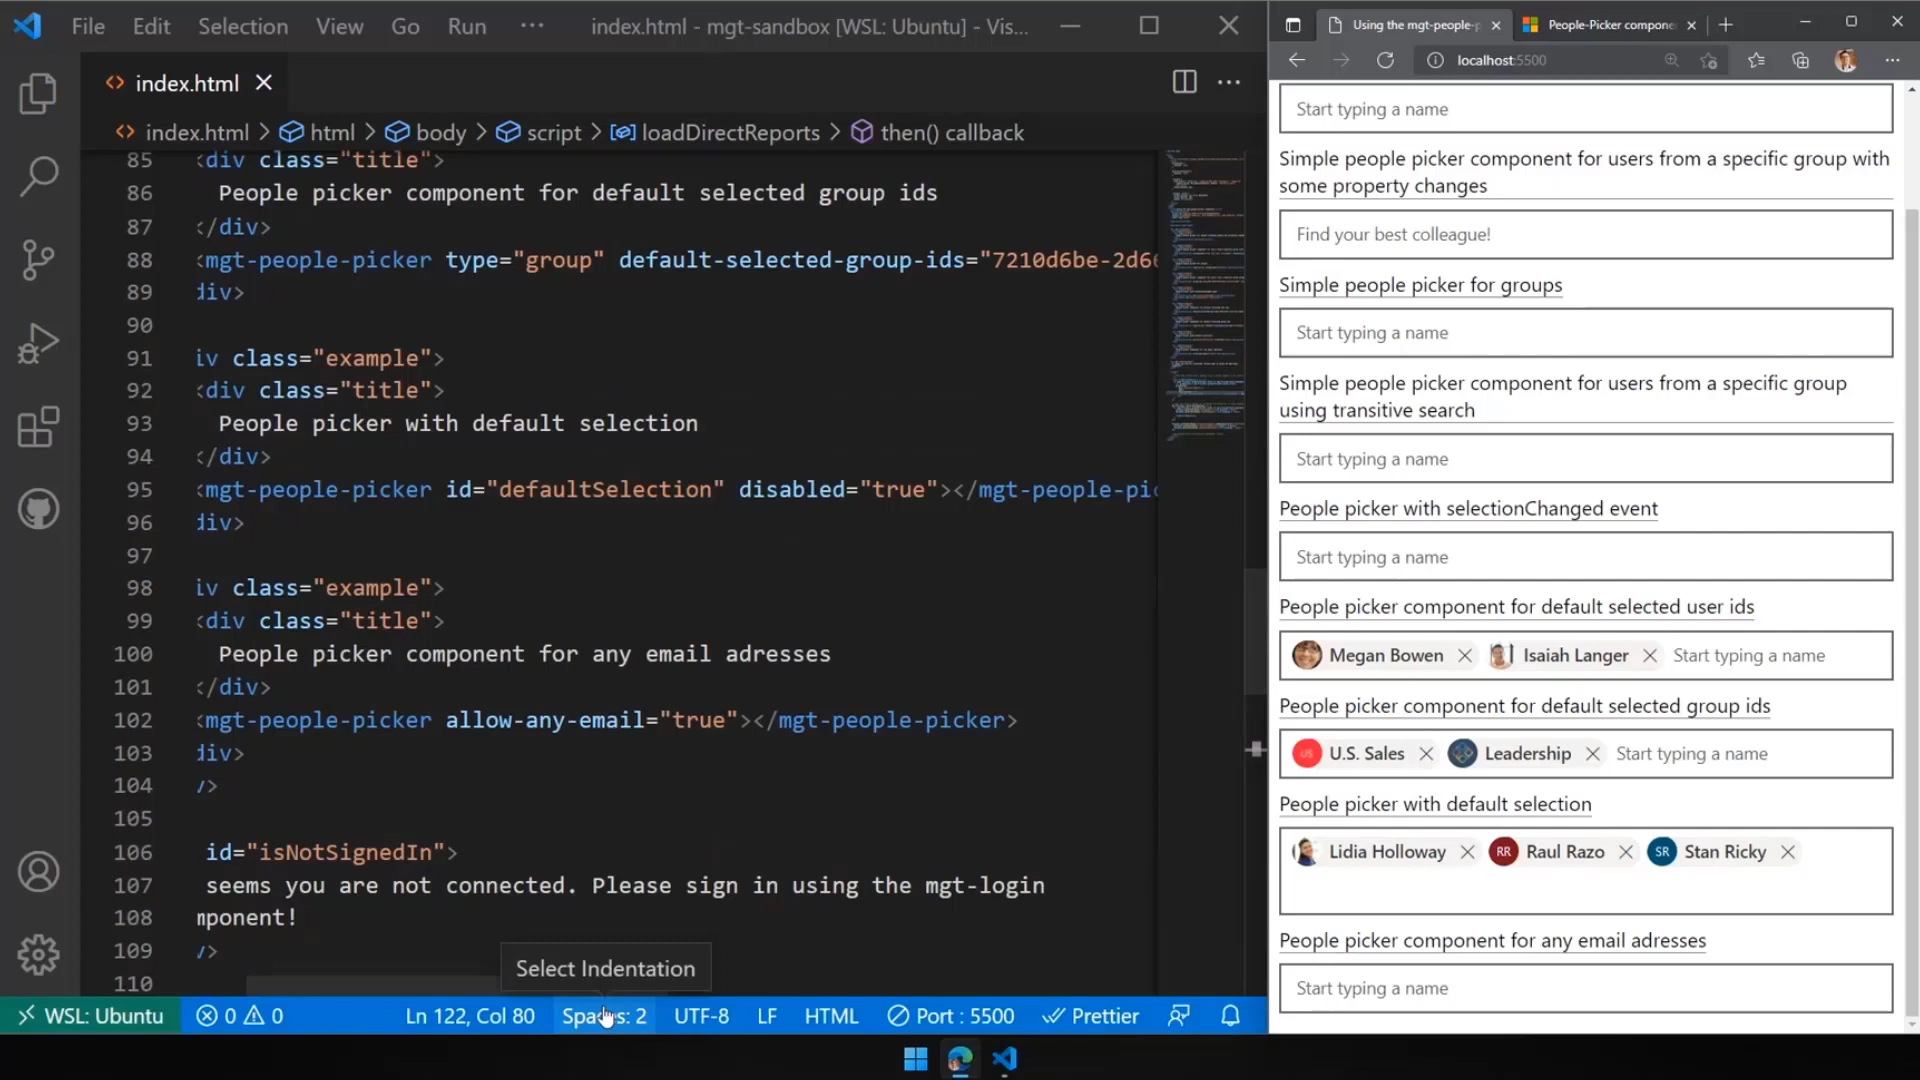 File Edit Selection View Go Run ··· index.html - mgt-sandbox [WSL: Ubuntu] - Vis...
index.html
index.html > html > body > script > loadDirectReports > then() callback
85 <div class="title">
86 People picker component for default selected group ids
87 </div>
88 <mgt-people-picker type="group" default-selected-group-ids="7210d6be-2d66
89 div>
90
91 iv class="example">
92 <div class="title">
93 People picker with default selection
94 </div>
95 <mgt-people-picker id="defaultSelection" disabled="true"></mgt-people-pic
96 div>
97
98 iv class="example">
99 <div class="title">
100 People picker component for any email adresses
101 </div>
102 <mgt-people-picker allow-any-email="true"></mgt-people-picker>
103 div>
104 />
105
106 id="isNotSignedIn">
107 seems you are not connected. Please sign in using the mgt-login
108 mponent!
109 />
110
Select Indentation
WSL: Ubuntu 0 0 Ln 122, Col 80 Spaces: 2 UTF-8 LF HTML Port : 5500 Prettier
Using the mgt-people-p People-Picker compone
localhost:5500
Start typing a name
Simple people picker component for users from a specific group with
some property changes
Find your best colleague!
Simple people picker for groups
Start typing a name
Simple people picker component for users from a specific group
using transitive search
Start typing a name
People picker with selectionChanged event
Start typing a name
People picker component for default selected user ids
Megan Bowen Isaiah Langer Start typing a name
People picker component for default selected group ids
US U.S. Sales Leadership Start typing a name
People picker with default selection
Lidia Holloway RR Raul Razo SR Stan Ricky
People picker component for any email adresses
Start typing a name